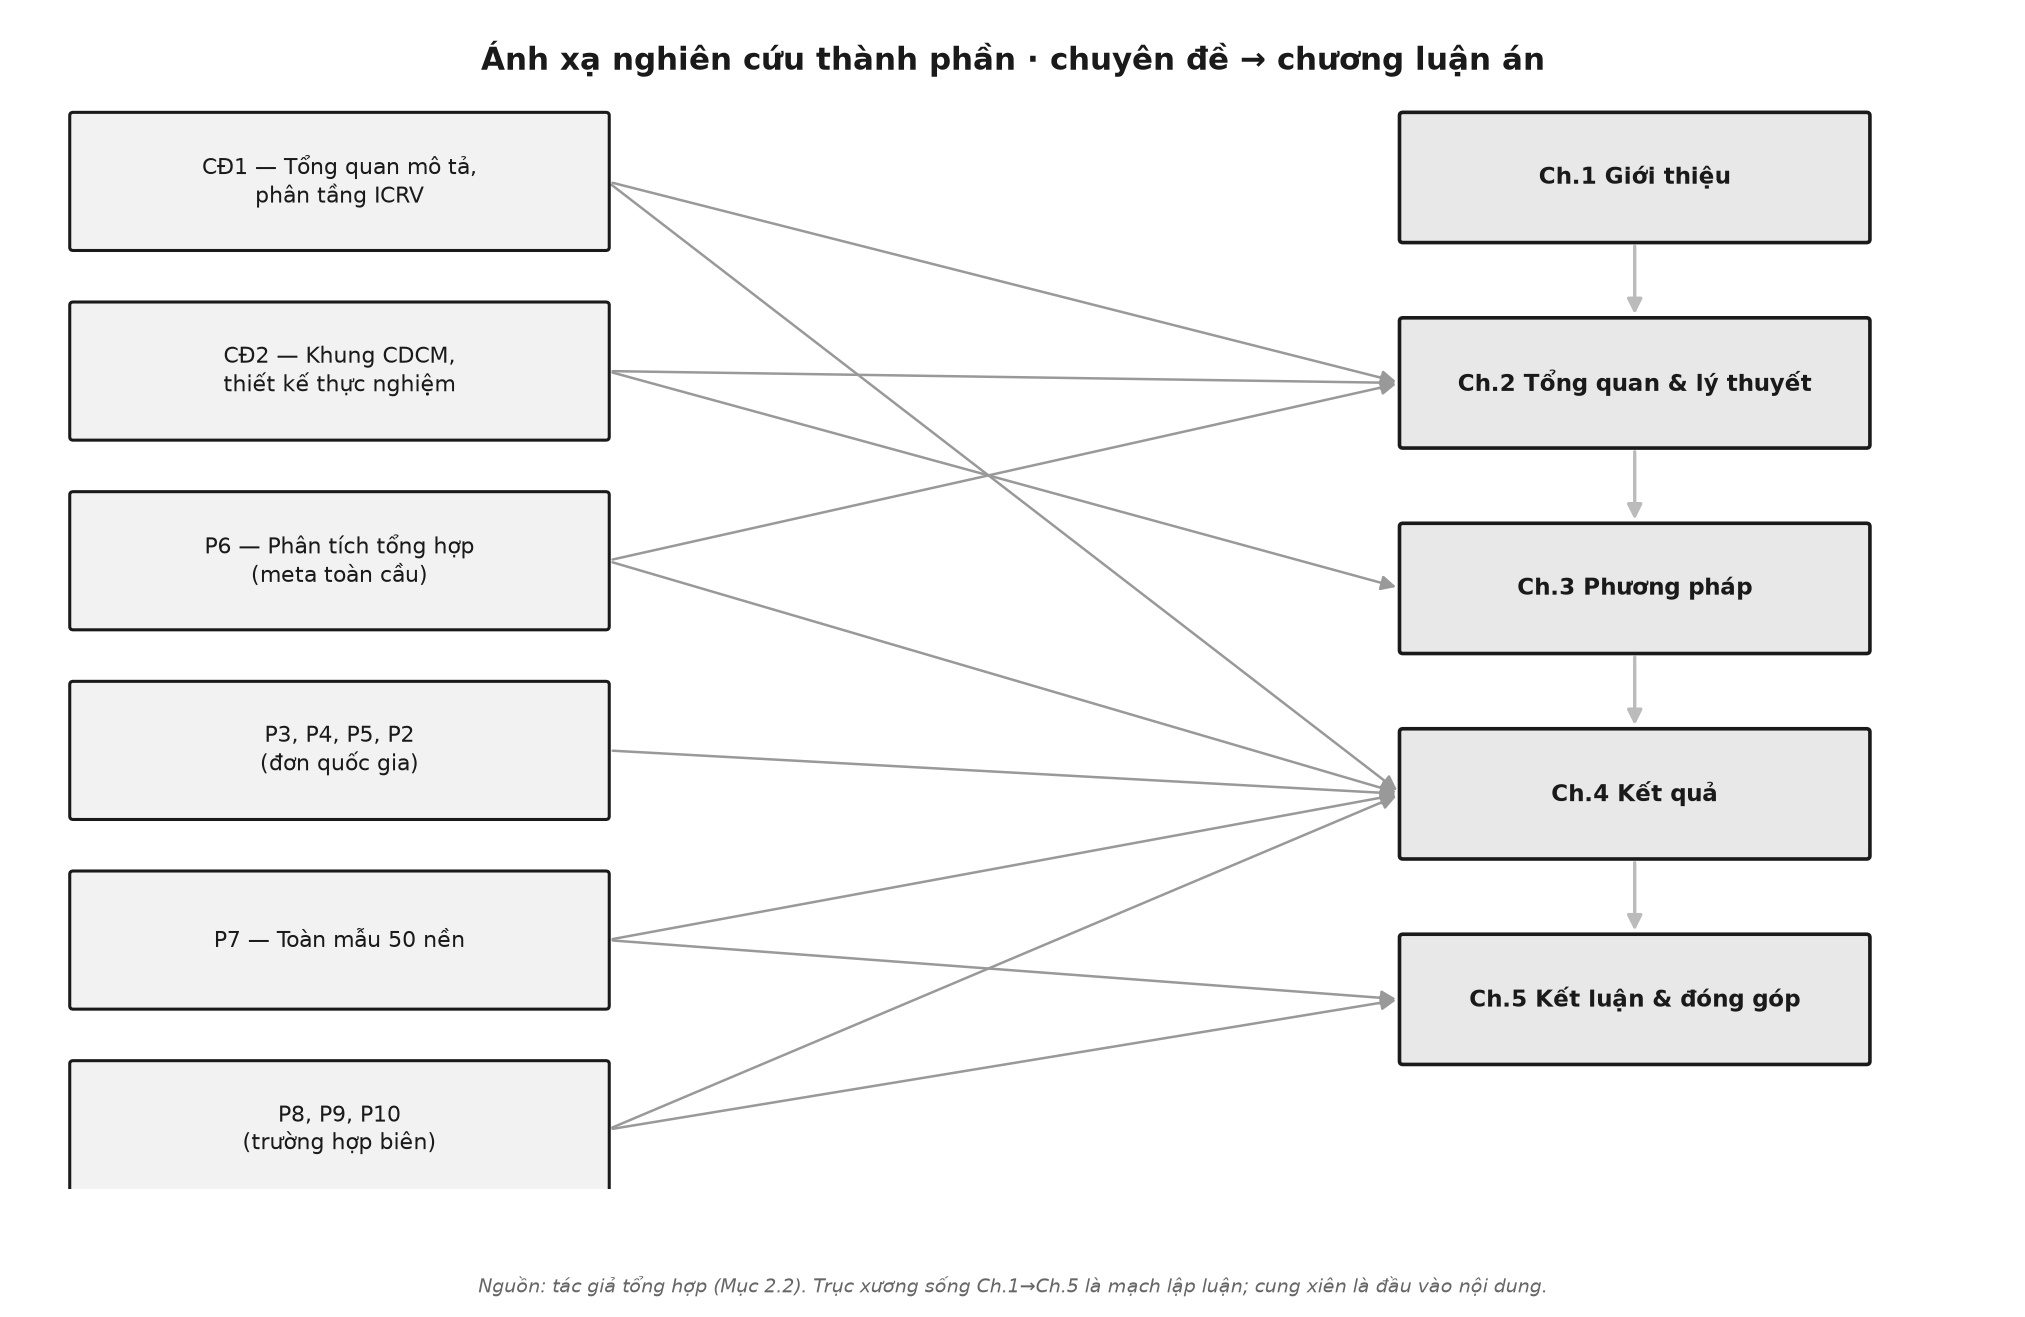 Ánh xạ nghiên cứu thành phần · chuyên đề → chương luận án
CĐ1 — Tổng quan mô tả,
phân tầng ICRV
CĐ2 — Khung CDCM,
thiết kế thực nghiệm
P6 — Phân tích tổng hợp
(meta toàn cầu)
P3, P4, P5, P2
(đơn quốc gia)
P7 — Toàn mẫu 50 nền
P8, P9, P10
(trường hợp biên)
Ch.1 Giới thiệu
Ch.2 Tổng quan & lý thuyết
Ch.3 Phương pháp
Ch.4 Kết quả
Ch.5 Kết luận & đóng góp
Nguồn: tác giả tổng hợp (Mục 2.2). Trục xương sống Ch.1→Ch.5 là mạch lập luận; cung xiên là đầu vào nội dung.